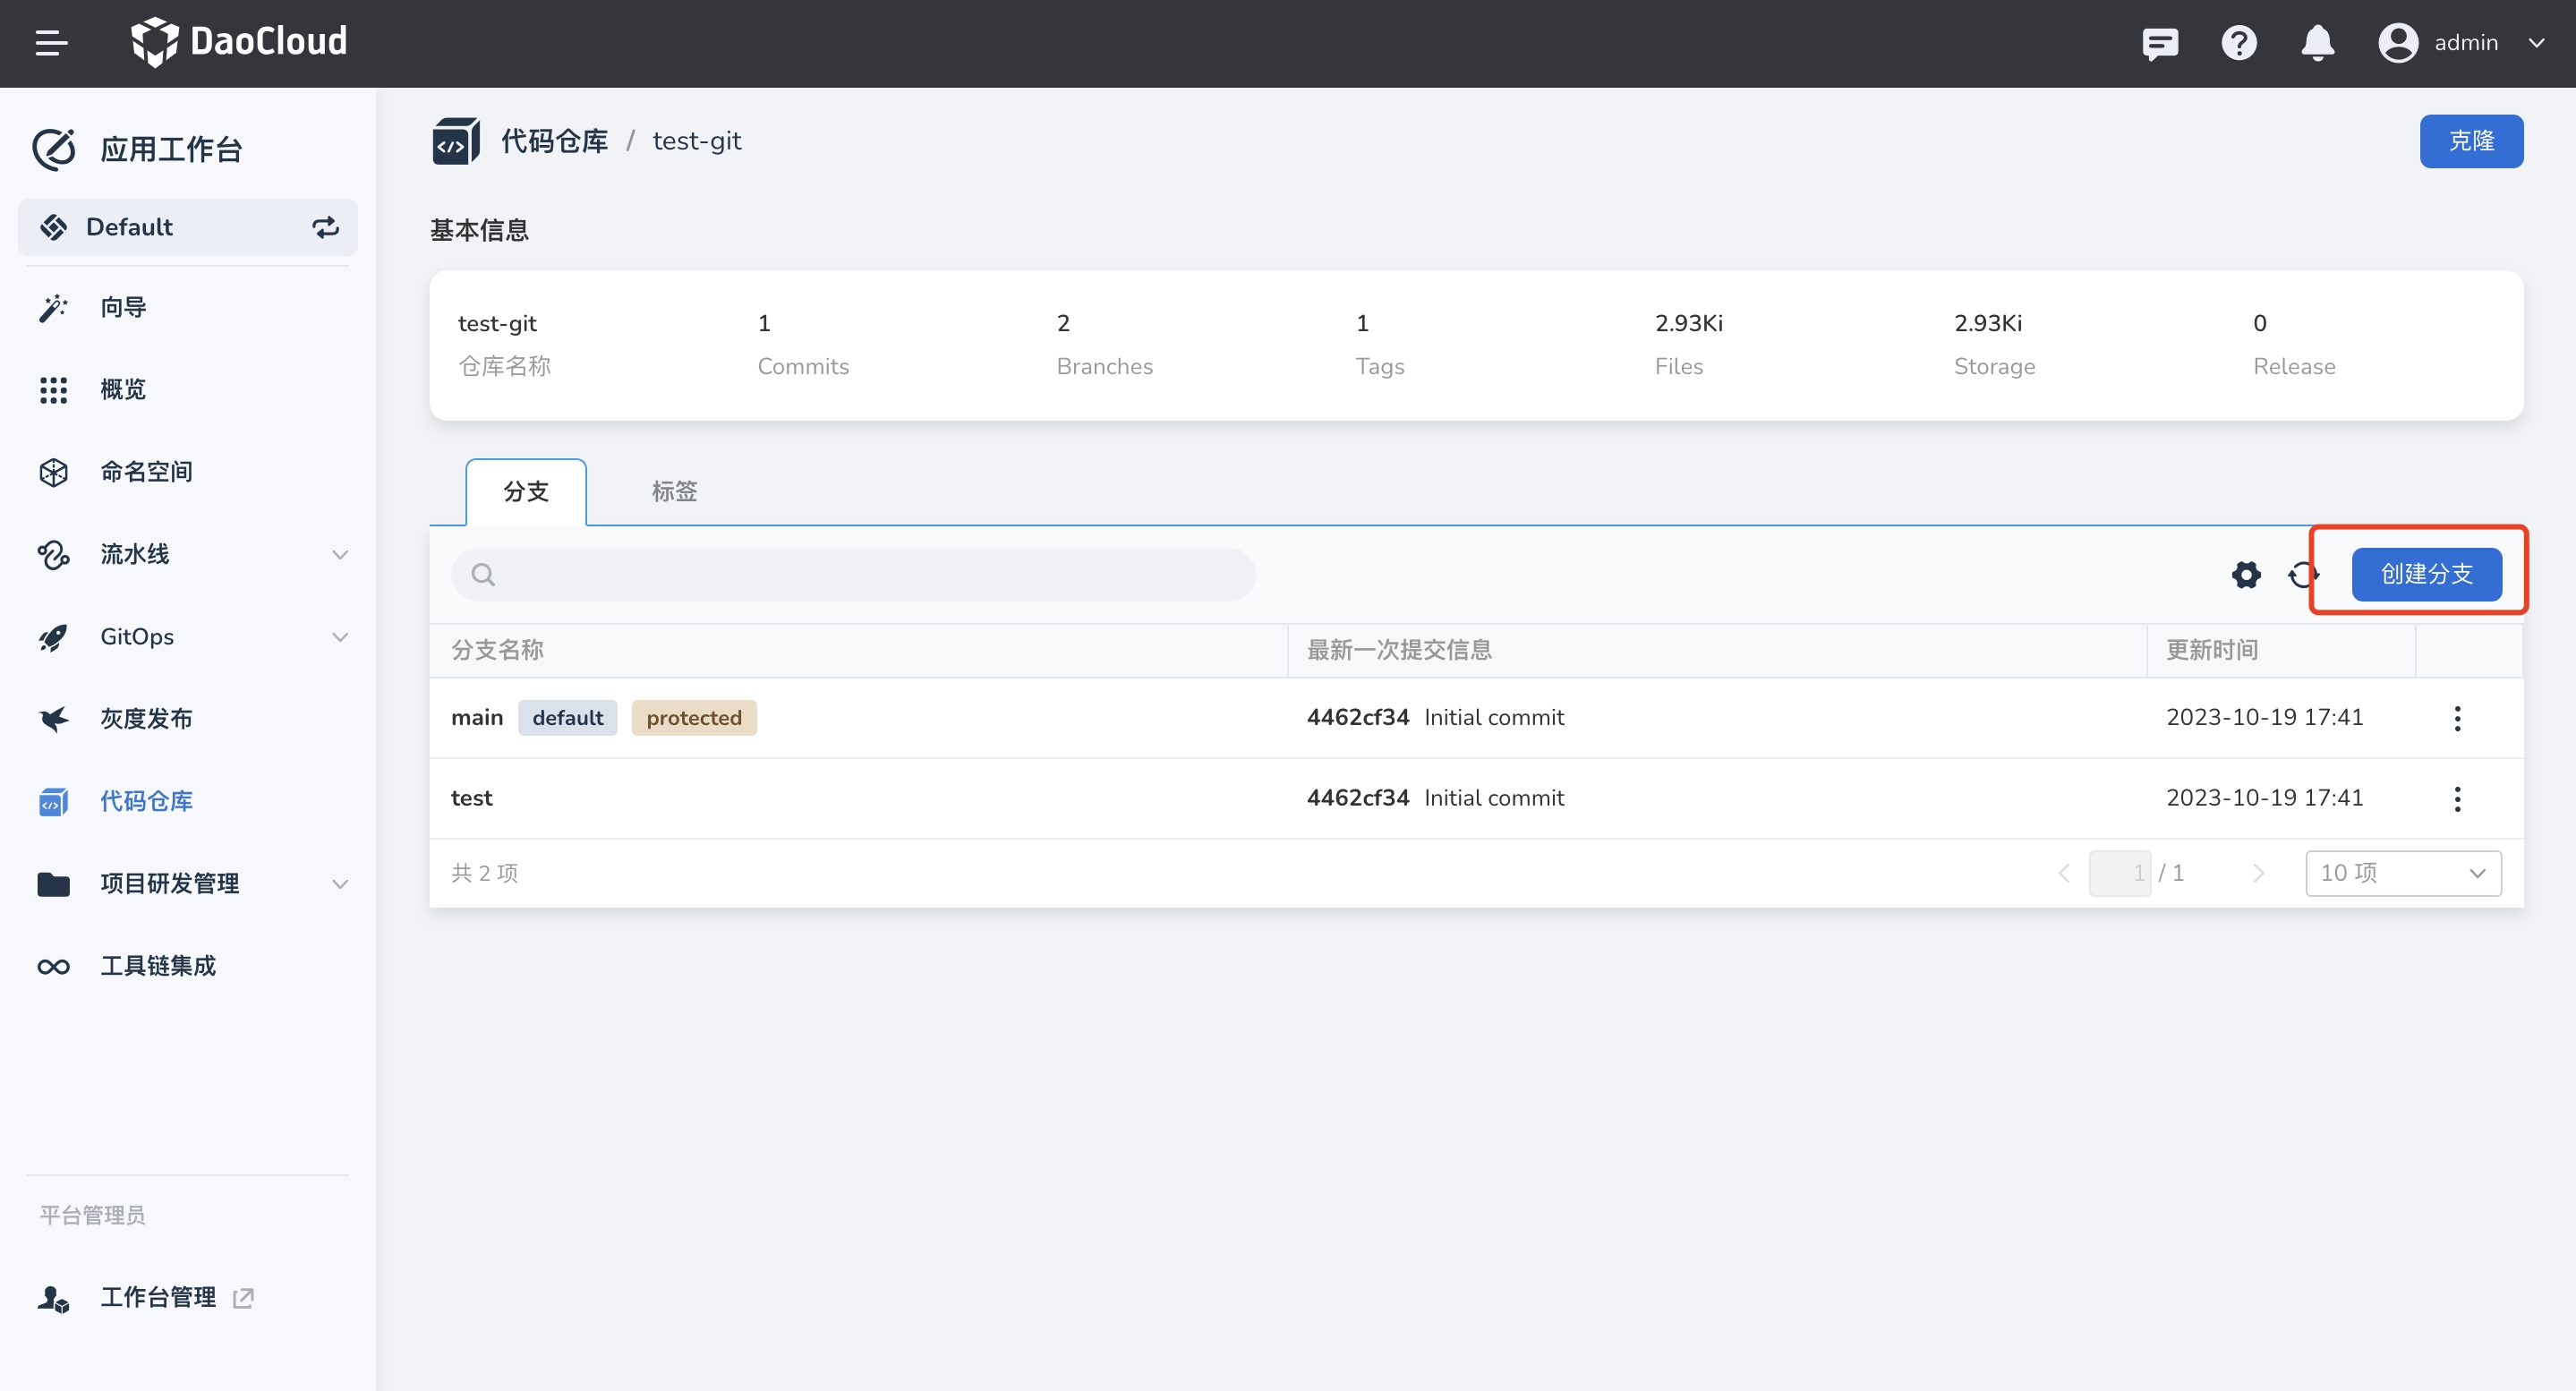 DaoCloud
admin
应用工作台
Default
向导
概览
命名空间
流水线
GitOps
灰度发布
代码仓库
项目研发管理
工具链集成
平台管理员
工作台管理
代码仓库 / test-git
克隆
基本信息
test-git 1 2 1 2.93Ki 2.93Ki 0
仓库名称 Commits Branches Tags Files Storage Release
分支 标签
创建分支
分支名称 最新一次提交信息 更新时间
main default protected 4462cf34 Initial commit 2023-10-19 17:41
test 4462cf34 Initial commit 2023-10-19 17:41
共 2 项 1 / 1 10 项